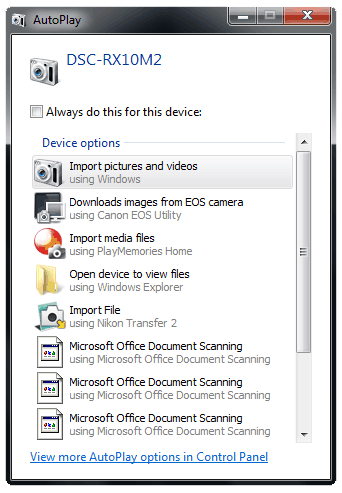 AutoPlay
DSC-RX10M2
Always do this for this device:
Device options
Import pictures and videos
using Windows
Downloads images from EOS camera
using Canon EOS Utility
Import media files
using PlayMemories Home
Open device to view files
using Windows Explorer
Import File
using Nikon Transfer 2
Microsoft Office Document Scanning
using Microsoft Office Document Scanning
Microsoft Office Document Scanning
using Microsoft Office Document Scanning
Microsoft Office Document Scanning
using Microsoft Office Document Scanning
View more AutoPlay options in Control Panel